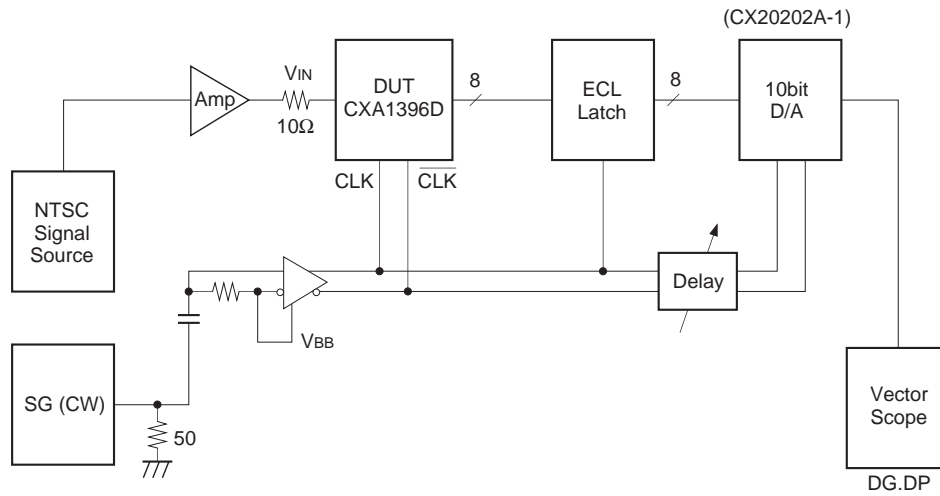 (CX20202A-1)
Amp
VIN
10Ω
DUT
CXA1396D
8
ECL
Latch
8
10bit
D/A
CLK
CLK
NTSC
Signal
Source
Delay
VBB
SG (CW)
50
Vector
Scope
DG.DP